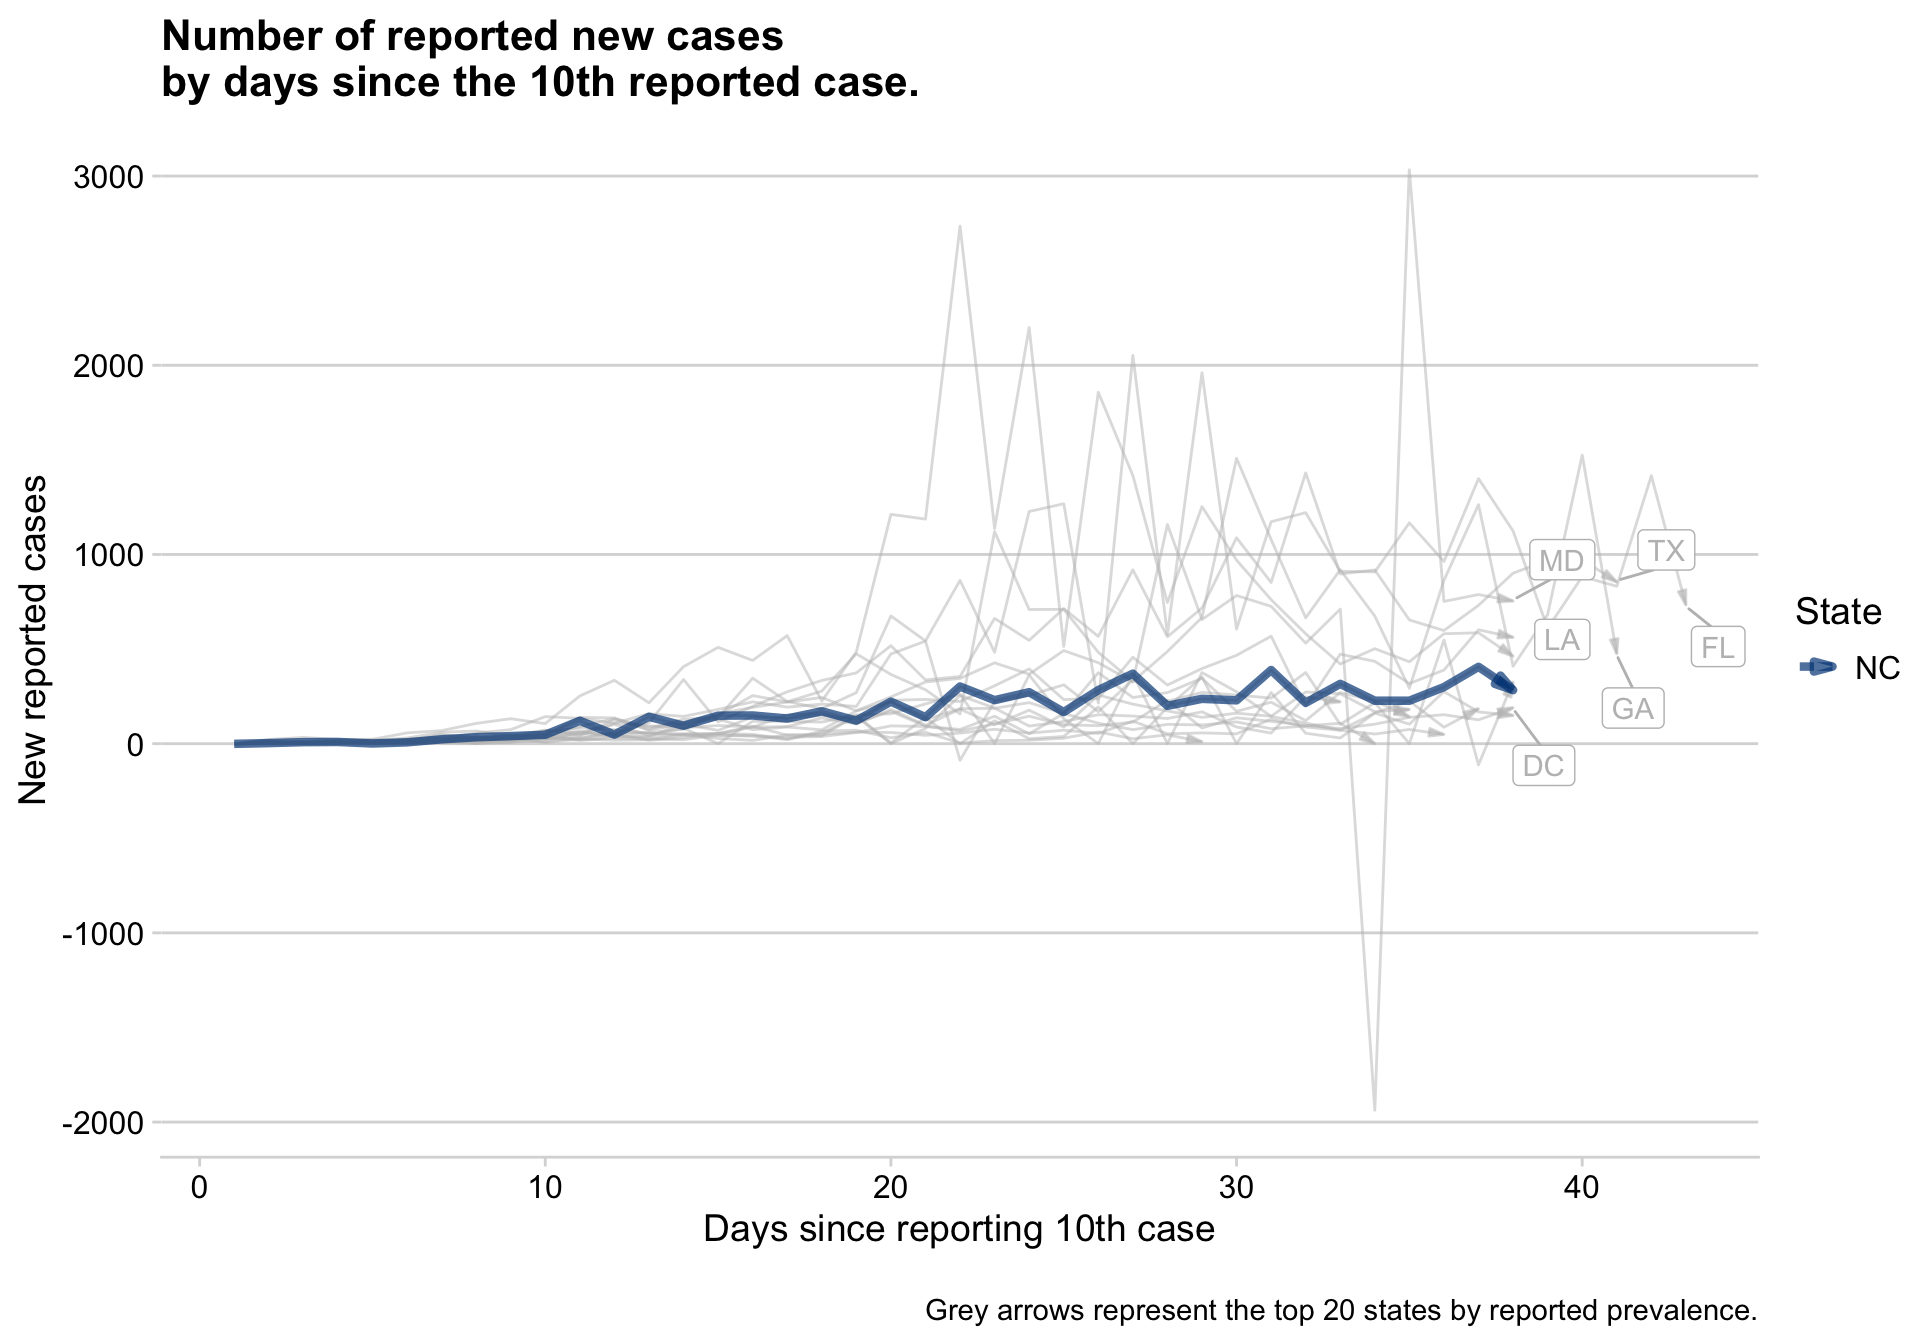 Number of reported new cases
by days since the 10th reported case.
3000
2000
1000
0
-1000
-2000
New reported cases
MD
TX
LA
FL
GA
DC
State
NC
0
10
20
30
40
Days since reporting 10th case
Grey arrows represent the top 20 states by reported prevalence.